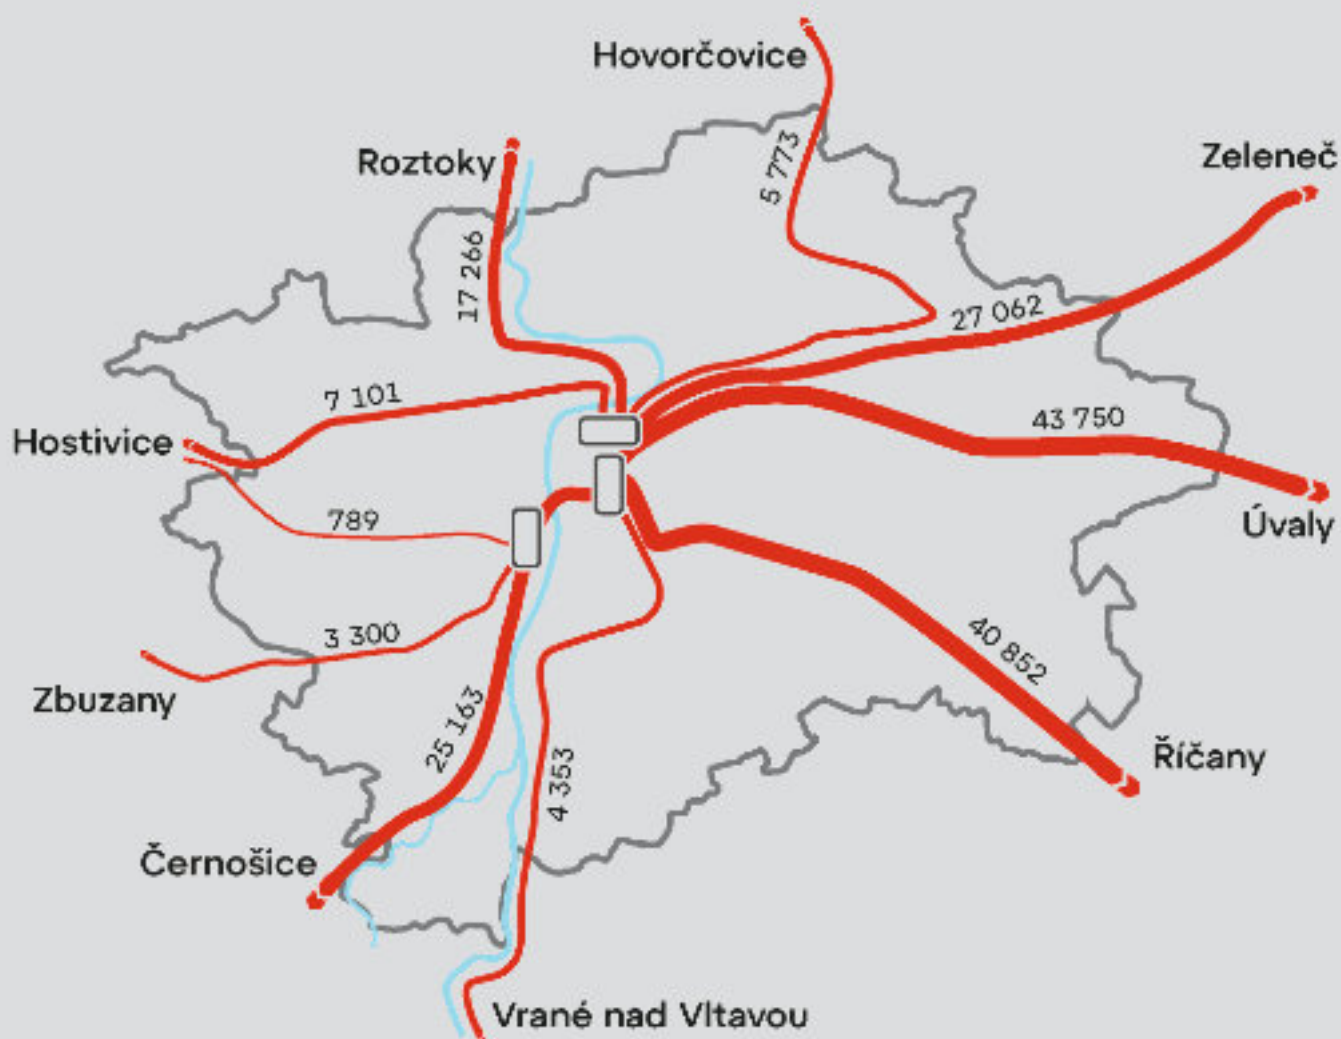 Hovorčovice
Zeleneč
Roztoky
5 773
17 266
27 062
7 101
43 750
Hostivice
789
Úvaly
3 300
40 852
Zbuzany
25 163
4 353
Říčany
Černošice
Vrané nad Vltavou